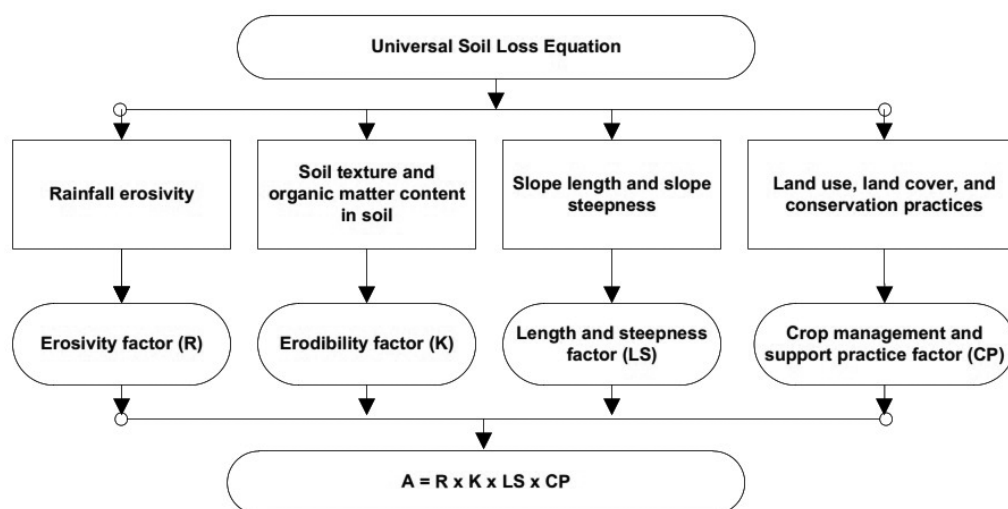 Universal Soil Loss Equation
Rainfall erosivity
Soil texture and
organic matter content
in soil
Slope length and slope
steepness
Land use, land cover, and
conservation practices
Erosivity factor (R)
Erodibility factor (K)
Length and steepness
factor (LS)
Crop management and
support practice factor (CP)
A = R x K x LS x CP